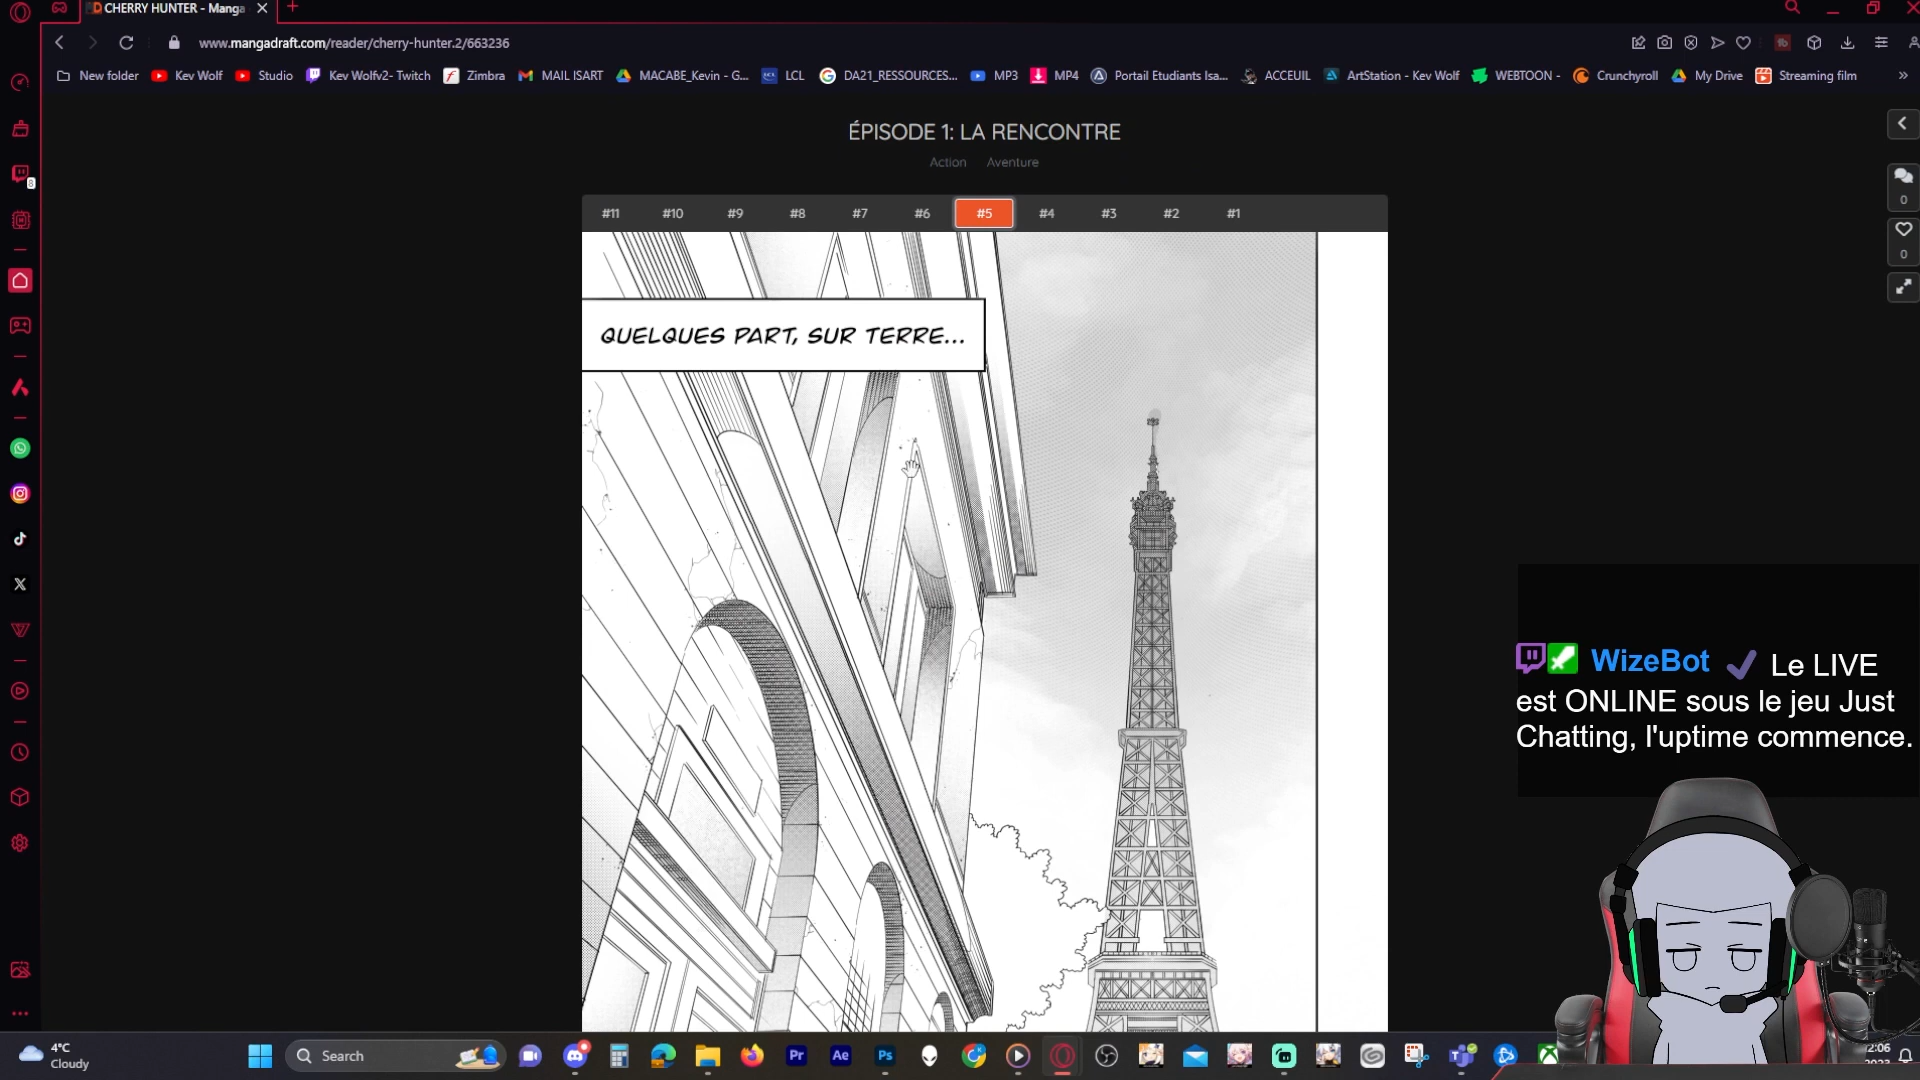 CHERRY HUNTER - Manga
www.mangadraft.com/reader/cherry-hunter.2/663236
New folder
Kev Wolf
Studio
Kev Wolfv2- Twitch
Zimbra
MAIL ISART
MACABE_Kevin - G...
LCL
DA21_RESSOURCES...
MP3
MP4
Portail Etudiants Isa...
ACCEUIL
ArtStation - Kev Wolf
WEBTOON -
Crunchyroll
My Drive
Streaming film
ÉPISODE 1: LA RENCONTRE
Action Aventure
#11 #10 #9 #8 #7 #6 #5 #4 #3 #2 #1
0
0
8
QUELQUES PART, SUR TERRE...
WizeBot Le LIVE
est ONLINE sous le jeu Just
Chatting, l'uptime commence.
4°C
Cloudy
Search
Pr
Ae
Ps